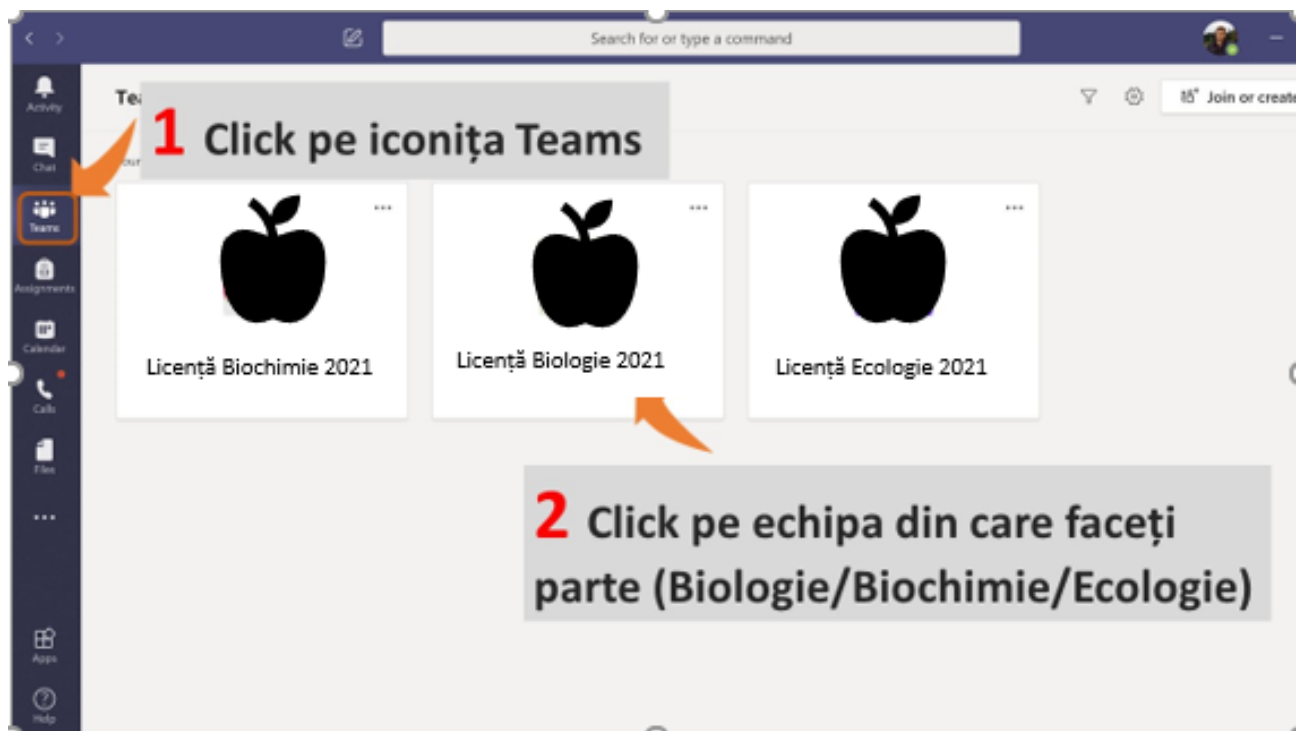 Search for or type a command
Activity
Te
Join or create
1 Click pe iconița Teams
Chat
Teams
Assignments
Calendar
Calls
Files
Licență Biochimie 2021
Licență Biologie 2021
Licență Ecologie 2021
2 Click pe echipa din care faceți
parte (Biologie/Biochimie/Ecologie)
Apps
Help